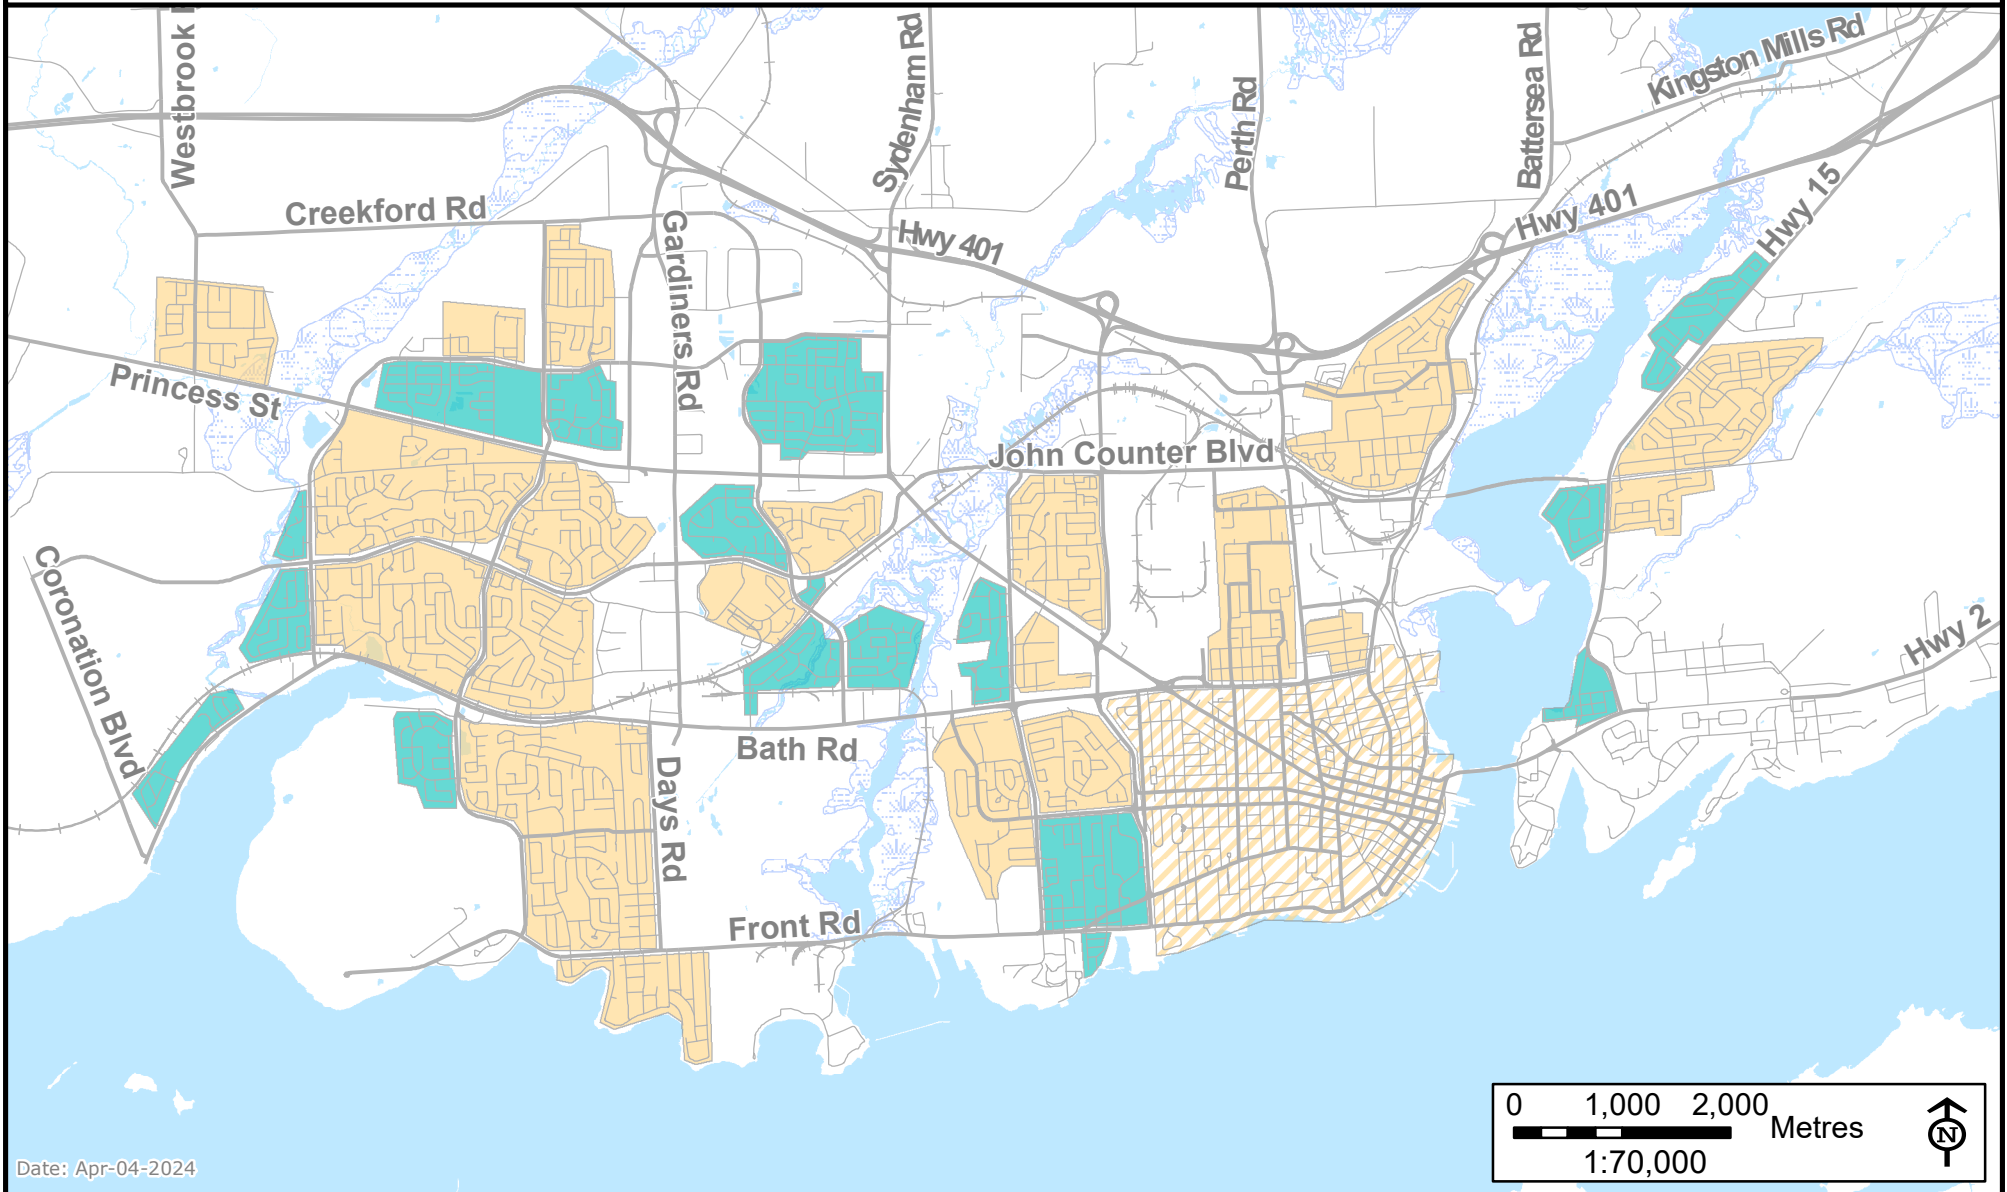 Westbrook
Sydenham Rd
Perth Rd
Battersea Rd
Kingston Mills Rd
Creekford Rd
Gardiners Rd
Hwy 401
Hwy 401
Hwy 15
Princess St
John Counter Blvd
Coronation Blvd
Hwy 2
Bath Rd
Days Rd
Front Rd
0 1,000 2,000
Metres
N
1:70,000
Date: Apr-04-2024